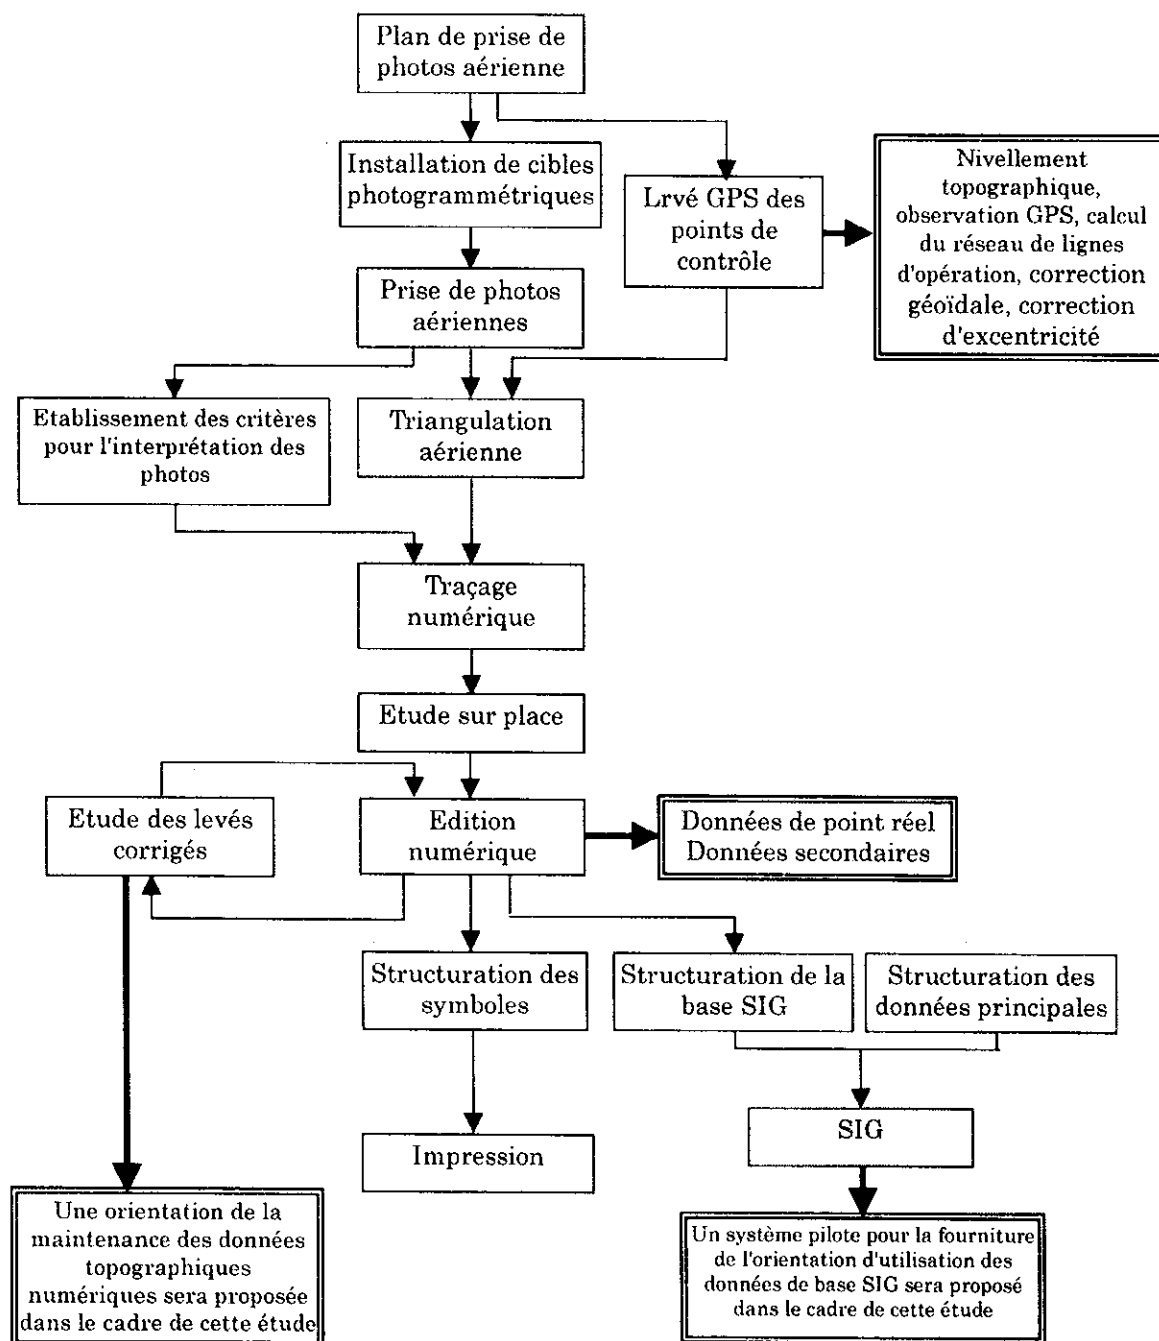 Plan de prise de
photos aérienne
Installation de cibles
photogrammétriques
Lrvé GPS des
points de
contrôle
Nivellement
topographique,
observation GPS, calcul
du réseau de lignes
d'opération, correction
géoïdale, correction
d'excentricité
Prise de photos
aériennes
Etablissement des critères
pour l'interprétation des
photos
Triangulation
aérienne
Traçage
numérique
Etude sur place
Etude des levés
corrigés
Edition
numérique
Données de point réel
Données secondaires
Structuration des
symboles
Structuration de la
base SIG
Structuration des
données principales
Impression
SIG
Une orientation de la
maintenance des données
topographiques
numériques sera proposée
dans le cadre de cette étude
Un système pilote pour la fourniture
de l'orientation d'utilisation des
données de base SIG sera proposé
dans le cadre de cette étude